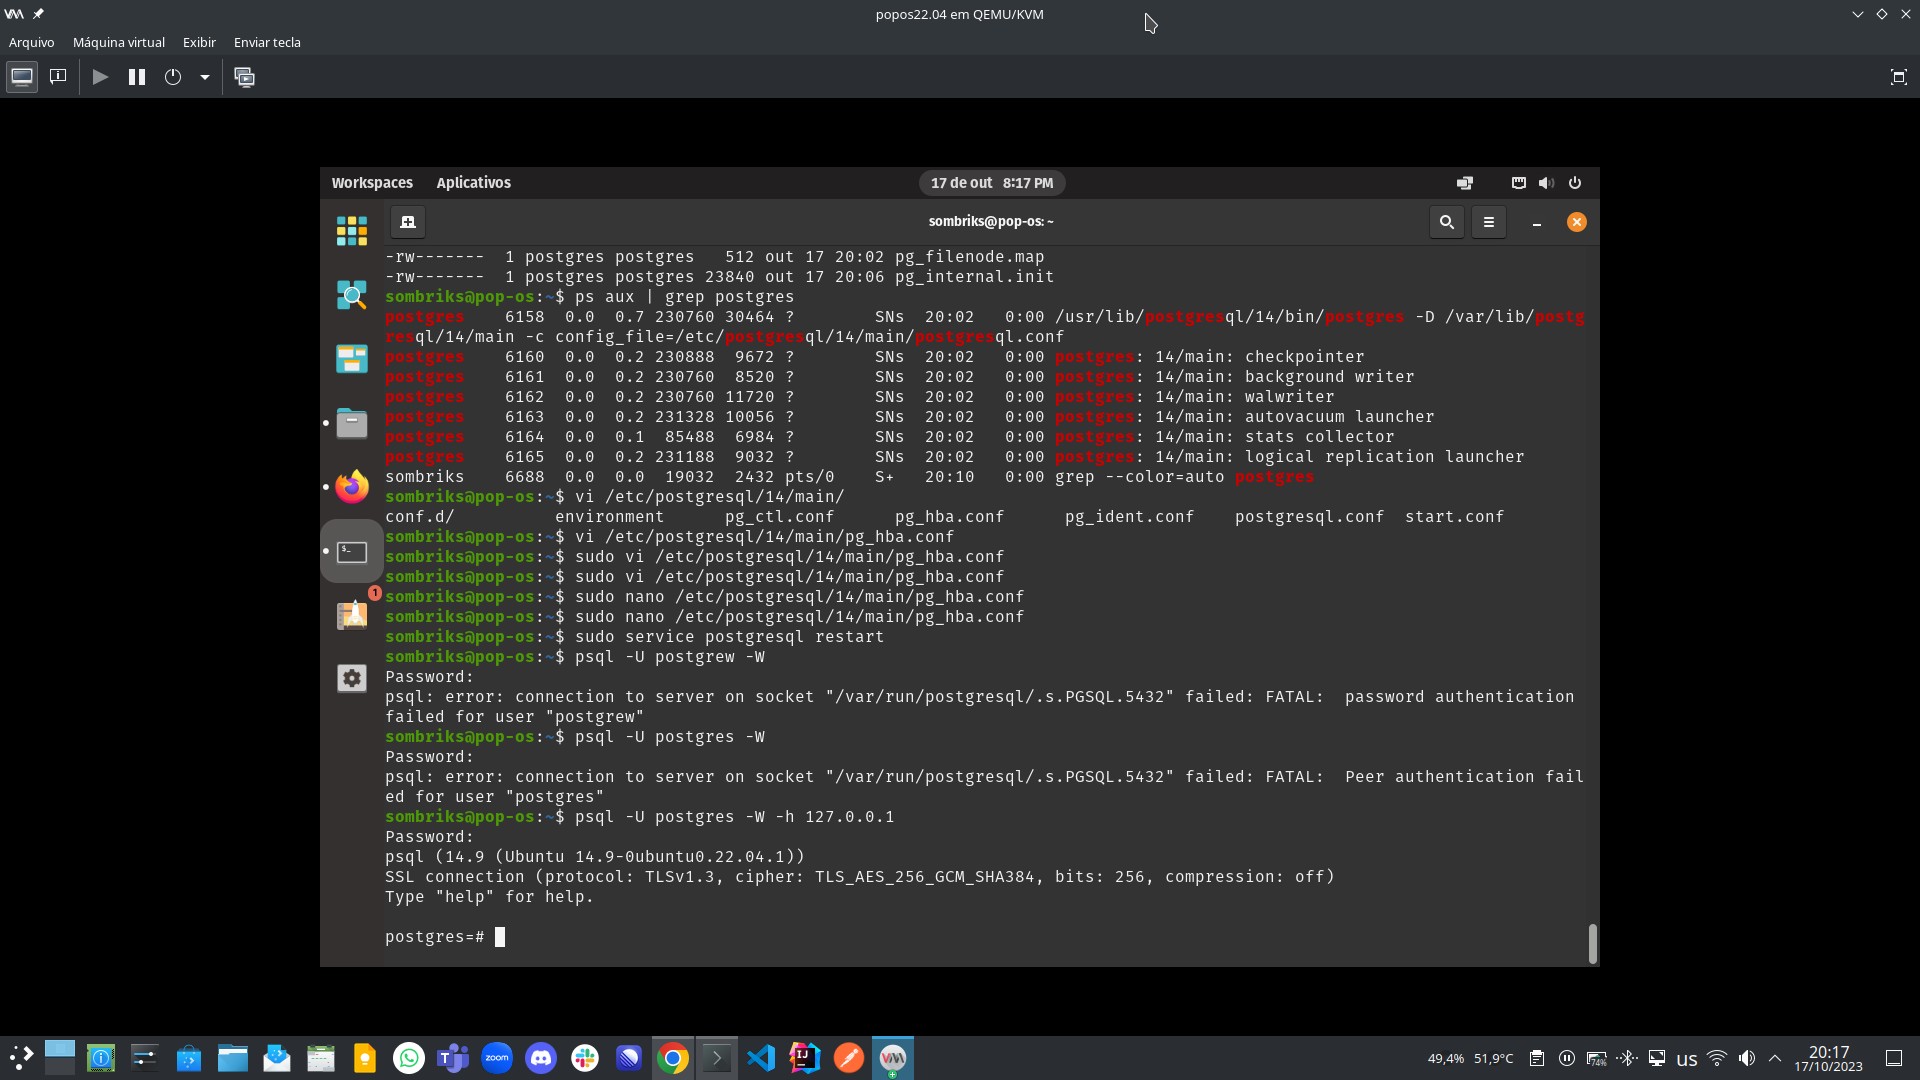 popos22.04 em QEMU/KVM
Arquivo Máquina virtual Exibir Enviar tecla
Workspaces Aplicativos 17 de out 8:17 PM
sombriks@pop-os: ~
-rw------- 1 postgres postgres 512 out 17 20:02 pg_filenode.map
-rw------- 1 postgres postgres 23840 out 17 20:06 pg_internal.init
sombriks@pop-os:~$ ps aux | grep postgres
postgres 6158 0.0 0.7 230760 30464 ? SNs 20:02 0:00 /usr/lib/postgresql/14/bin/postgres -D /var/lib/postg
resql/14/main -c config_file=/etc/postgresql/14/main/postgresql.conf
postgres 6160 0.0 0.2 230888 9672 ? SNs 20:02 0:00 postgres: 14/main: checkpointer
postgres 6161 0.0 0.2 230760 8520 ? SNs 20:02 0:00 postgres: 14/main: background writer
postgres 6162 0.0 0.2 230760 11720 ? SNs 20:02 0:00 postgres: 14/main: walwriter
postgres 6163 0.0 0.2 231328 10056 ? SNs 20:02 0:00 postgres: 14/main: autovacuum launcher
postgres 6164 0.0 0.1 85488 6984 ? SNs 20:02 0:00 postgres: 14/main: stats collector
postgres 6165 0.0 0.2 231188 9032 ? SNs 20:02 0:00 postgres: 14/main: logical replication launcher
sombriks 6688 0.0 0.0 19032 2432 pts/0 S+ 20:10 0:00 grep --color=auto postgres
sombriks@pop-os:~$ vi /etc/postgresql/14/main/
conf.d/ environment pg_ctl.conf pg_hba.conf pg_ident.conf postgresql.conf start.conf
sombriks@pop-os:~$ vi /etc/postgresql/14/main/pg_hba.conf
sombriks@pop-os:~$ sudo vi /etc/postgresql/14/main/pg_hba.conf
sombriks@pop-os:~$ sudo vi /etc/postgresql/14/main/pg_hba.conf
sombriks@pop-os:~$ sudo nano /etc/postgresql/14/main/pg_hba.conf
sombriks@pop-os:~$ sudo nano /etc/postgresql/14/main/pg_hba.conf
sombriks@pop-os:~$ sudo service postgresql restart
sombriks@pop-os:~$ psql -U postgrew -W
Password:
psql: error: connection to server on socket "/var/run/postgresql/.s.PGSQL.5432" failed: FATAL: password authentication
failed for user "postgrew"
sombriks@pop-os:~$ psql -U postgres -W
Password:
psql: error: connection to server on socket "/var/run/postgresql/.s.PGSQL.5432" failed: FATAL: Peer authentication fail
ed for user "postgres"
sombriks@pop-os:~$ psql -U postgres -W -h 127.0.0.1
Password:
psql (14.9 (Ubuntu 14.9-0ubuntu0.22.04.1))
SSL connection (protocol: TLSv1.3, cipher: TLS_AES_256_GCM_SHA384, bits: 256, compression: off)
Type "help" for help.
postgres=#
1
zoom
IJ
49,4% 51,9°C 74% us 20:17
17/10/2023